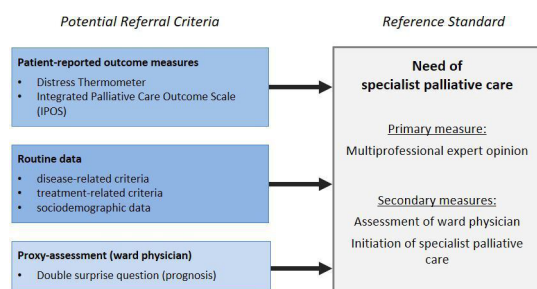 Potential Referral Criteria
Patient-reported outcome measures
• Distress Thermometer
• Integrated Palliative Care Outcome Scale
(IPOS)
Routine data
• disease-related criteria
• treatment-related criteria
• sociodemographic data
Proxy-assessment (ward physician)
• Double surprise question (prognosis)
Reference Standard
Need of
specialist palliative care
Primary measure:
Multiprofessional expert opinion
Secondary measures:
Assessment of ward physician
Initiation of specialist palliative
care